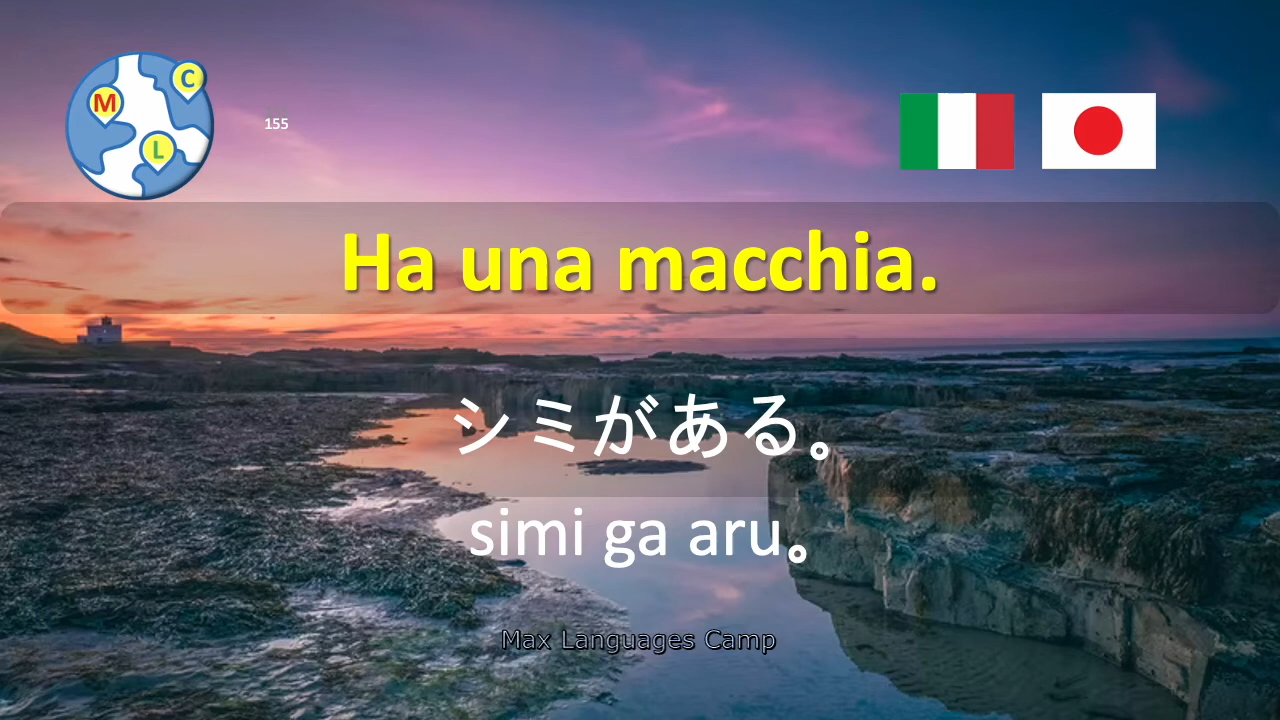 M
C
L
155
Ha una macchia.
シミがある。
simi ga aru。
Max Languages Camp